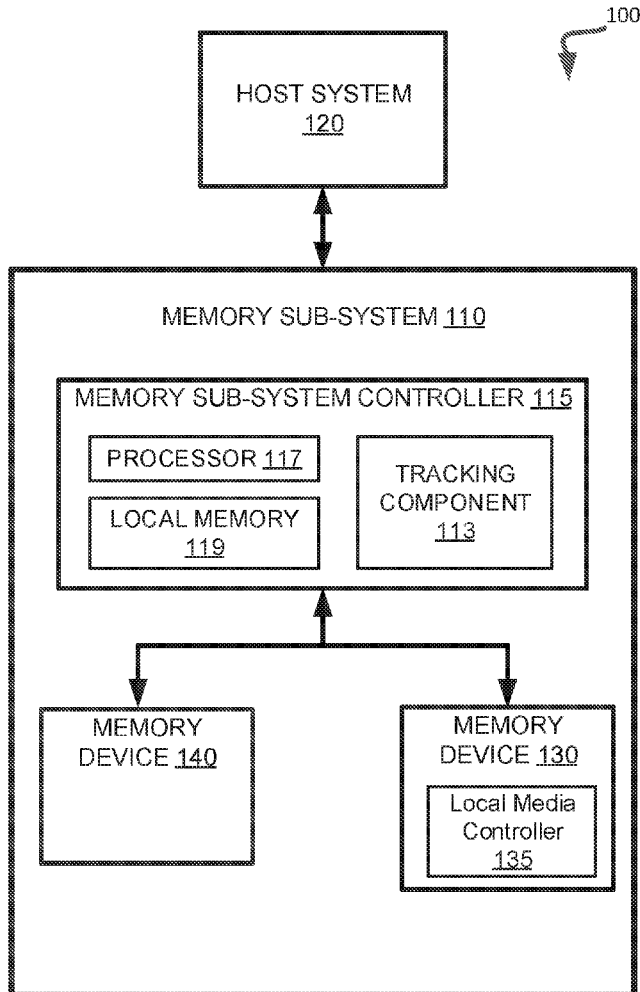 100
HOST SYSTEM
120
MEMORY SUB-SYSTEM 110
MEMORY SUB-SYSTEM CONTROLLER 115
PROCESSOR 117
LOCAL MEMORY
119
TRACKING
COMPONENT
113
MEMORY
DEVICE 140
MEMORY
DEVICE 130
Local Media
Controller
135